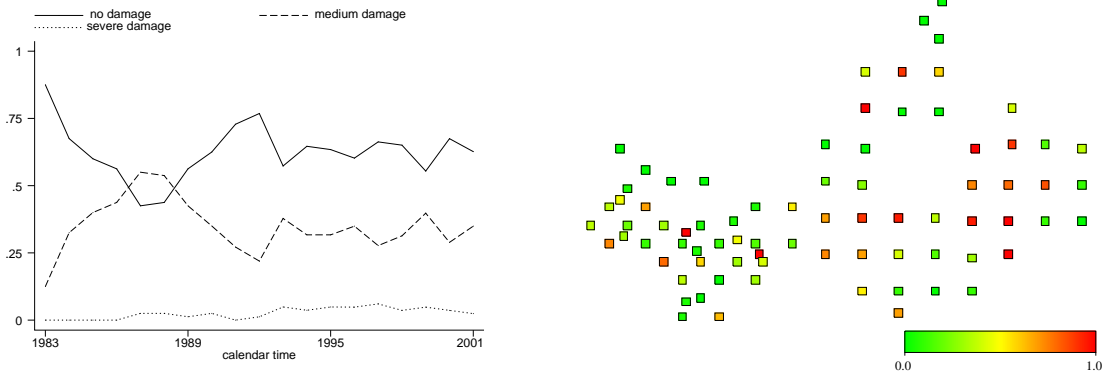 no damage medium damage
severe damage
1
.75
.5
.25
0
1983 1989 1995 2001
calendar time
0.0 1.0